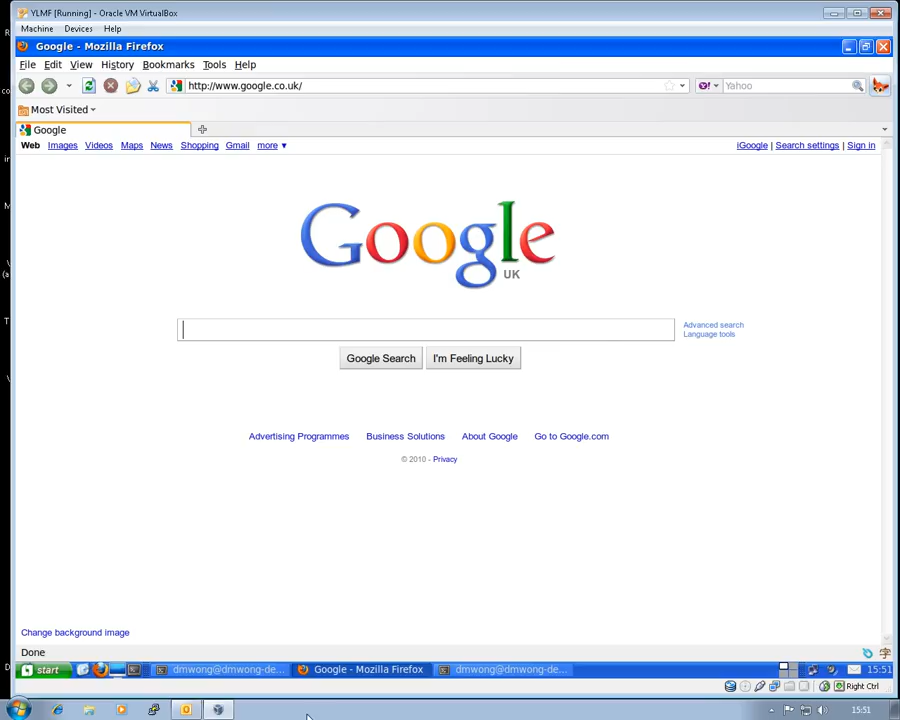 YLMF [Running] - Oracle VM VirtualBox
Machine Devices Help
Google - Mozilla Firefox
File Edit View History Bookmarks Tools Help
http://www.google.co.uk/ Yahoo
Most Visited
Google
Web Images Videos Maps News Shopping Gmail more ▼ iGoogle | Search settings | Sign in
Google
UK
Advanced search
Language tools
Google Search I'm Feeling Lucky
Advertising Programmes Business Solutions About Google Go to Google.com
© 2010 - Privacy
Change background image
Done 字
start dmwong@dmwong-de... Google - Mozilla Firefox dmwong@dmwong-de... 15:51
Right Ctrl
15:51